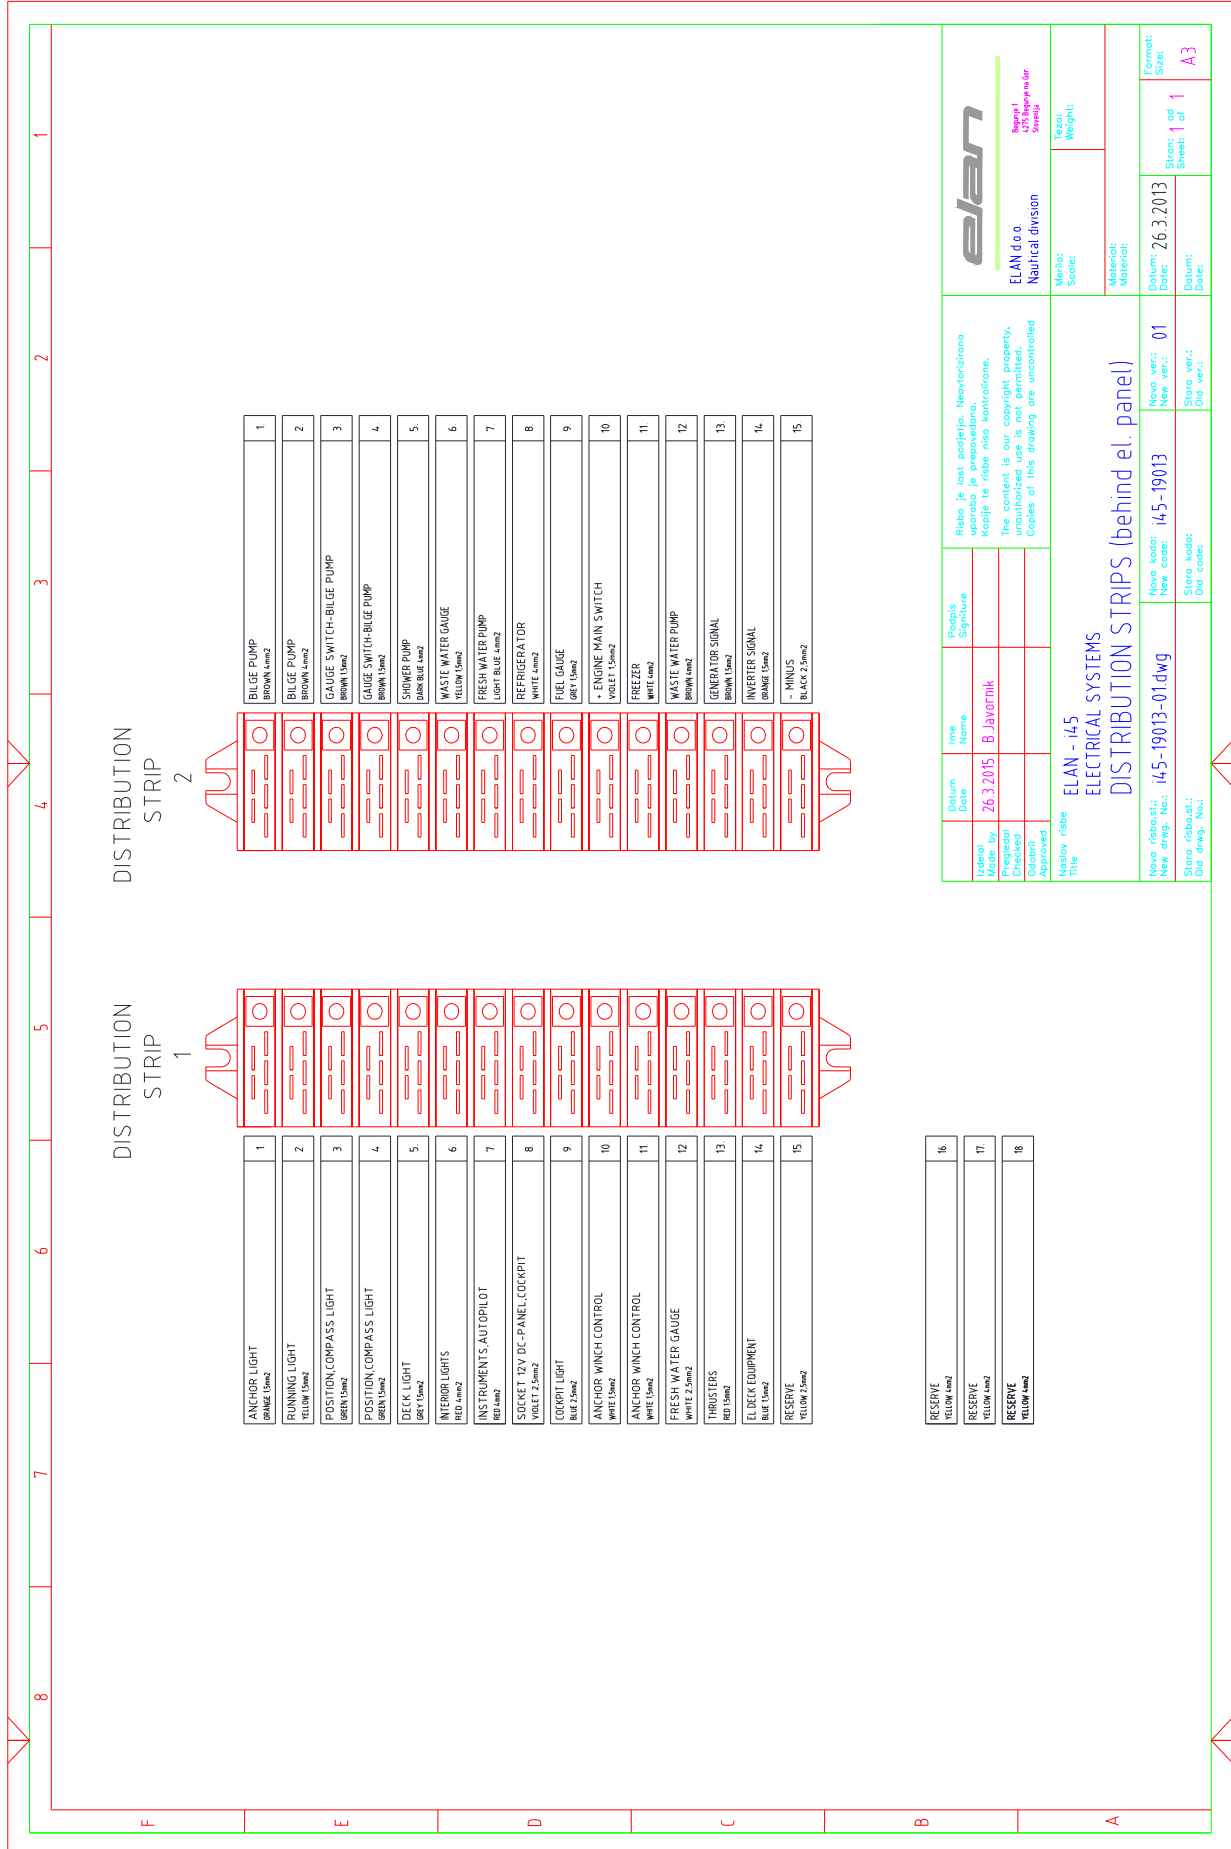 8
7
6
5
4
3
2
1
F
E
D
C
B
A
DISTRIBUTION
STRIP
1
ANCHOR LIGHT
ORANGE 1,5mm2
1.
RUNNING LIGHT
YELLOW 1,5mm2
2.
POSITION,COMPASS LIGHT
GREEN 1,5mm2
3.
POSITION,COMPASS LIGHT
GREEN 1,5mm2
4.
DECK LIGHT
GREY 1,5mm2
5.
INTERIOR LIGHTS
RED 4mm2
6.
INSTRUMENTS,AUTOPILOT
RED 4mm2
7.
SOCKET 12V DC-PANEL,COCKPIT
VIOLET 2,5mm2
8.
COCKPIT LIGHT
BLUE 2,5mm2
9.
ANCHOR WINCH CONTROL
WHITE 1,5mm2
10.
ANCHOR WINCH CONTROL
WHITE 1,5mm2
11.
FRESH WATER GAUGE
WHITE 2,5mm2
12.
THRUSTERS
RED 1,5mm2
13.
EL.DECK EQUIPMENT
BLUE 1,5mm2
14.
RESERVE
YELLOW 2,5mm2
15.
RESERVE
YELLOW 4mm2
16.
RESERVE
YELLOW 4mm2
17.
RESERVE
YELLOW 4mm2
18.
DISTRIBUTION
STRIP
2
BILGE PUMP
BROWN 4mm2
1.
BILGE PUMP
BROWN 4mm2
2.
GAUGE SWITCH-BILGE PUMP
BROWN 1,5mm2
3.
GAUGE SWITCH-BILGE PUMP
BROWN 1,5mm2
4.
SHOWER PUMP
DARK BLUE 4mm2
5.
WASTE WATER GAUGE
YELLOW 1,5mm2
6.
FRESH WATER PUMP
LIGHT BLUE 4mm2
7.
REFRIGERATOR
WHITE 4mm2
8.
FUEL GAUGE
GREY 1,5mm2
9.
+ ENGINE MAIN SWITCH
VIOLET 1,5mm2
10.
FREEZER
WHITE 4mm2
11.
WASTE WATER PUMP
BROWN 4mm2
12.
GENERATOR SIGNAL
BROWN 1,5mm2
13.
INVERTER SIGNAL
ORANGE 1,5mm2
14.
- MINUS
BLACK 2,5mm2
15.
Datum
Date
Ime
Name
Podpis
Signiture
Izdelal
Made by
26.3.2015
B.Javornik
Pregledal
Checked
Odobril
Approved
Risba je last podjetja. Neavtorizirana
uporaba je prepovedana.
Kopije te risbe niso kontrolirane.
The content is our copyright property,
unauthorized use is not permitted.
Copies of this drawing are uncontrolled
elan
ELAN d.o.o.
Nautical division
Begunje 1
4275 Begunje na Gor.
Slovenija
Naslov risbe
Title
ELAN - i45
ELECTRICAL SYSTEMS
DISTRIBUTION STRIPS (behind el. panel)
Merilo:
Scale:
Teza:
Weight:
Material:
Material:
Nova risba.st.:
New drwg. No.:
i45-19013-01.dwg
Nova koda:
New code:
i45-19013
Nova ver.:
New ver.:
01
Datum:
Date:
26.3.2013
Stran: 1 od 1
Sheet: of
Format:
Size:
A3
Stara risba.st.:
Old drwg. No.:
Stara koda:
Old code:
Stara ver.:
Old ver.:
Datum:
Date: